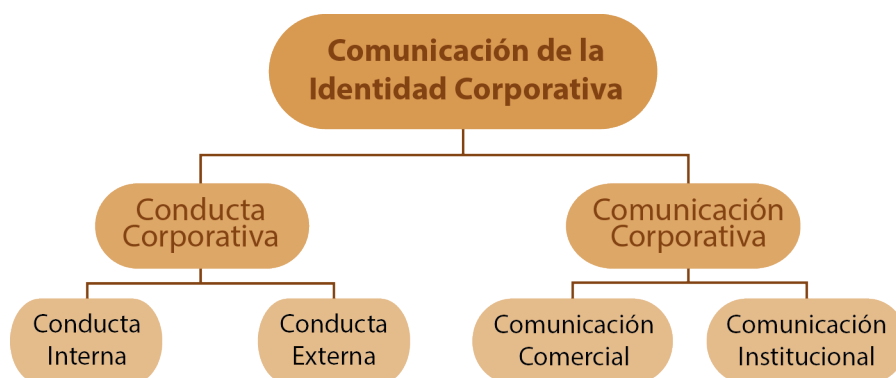 Comunicación de la
Identidad Corporativa
Conducta
Corporativa
Comunicación
Corporativa
Conducta
Interna
Conducta
Externa
Comunicación
Comercial
Comunicación
Institucional